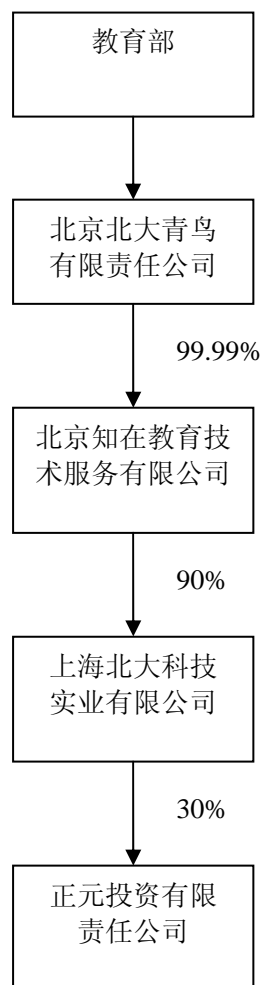 教育部
北京北大青鸟
有限责任公司
99.99%
北京知在教育技
术服务有限公司
90%
上海北大科技
实业有限公司
30%
正元投资有限
责任公司